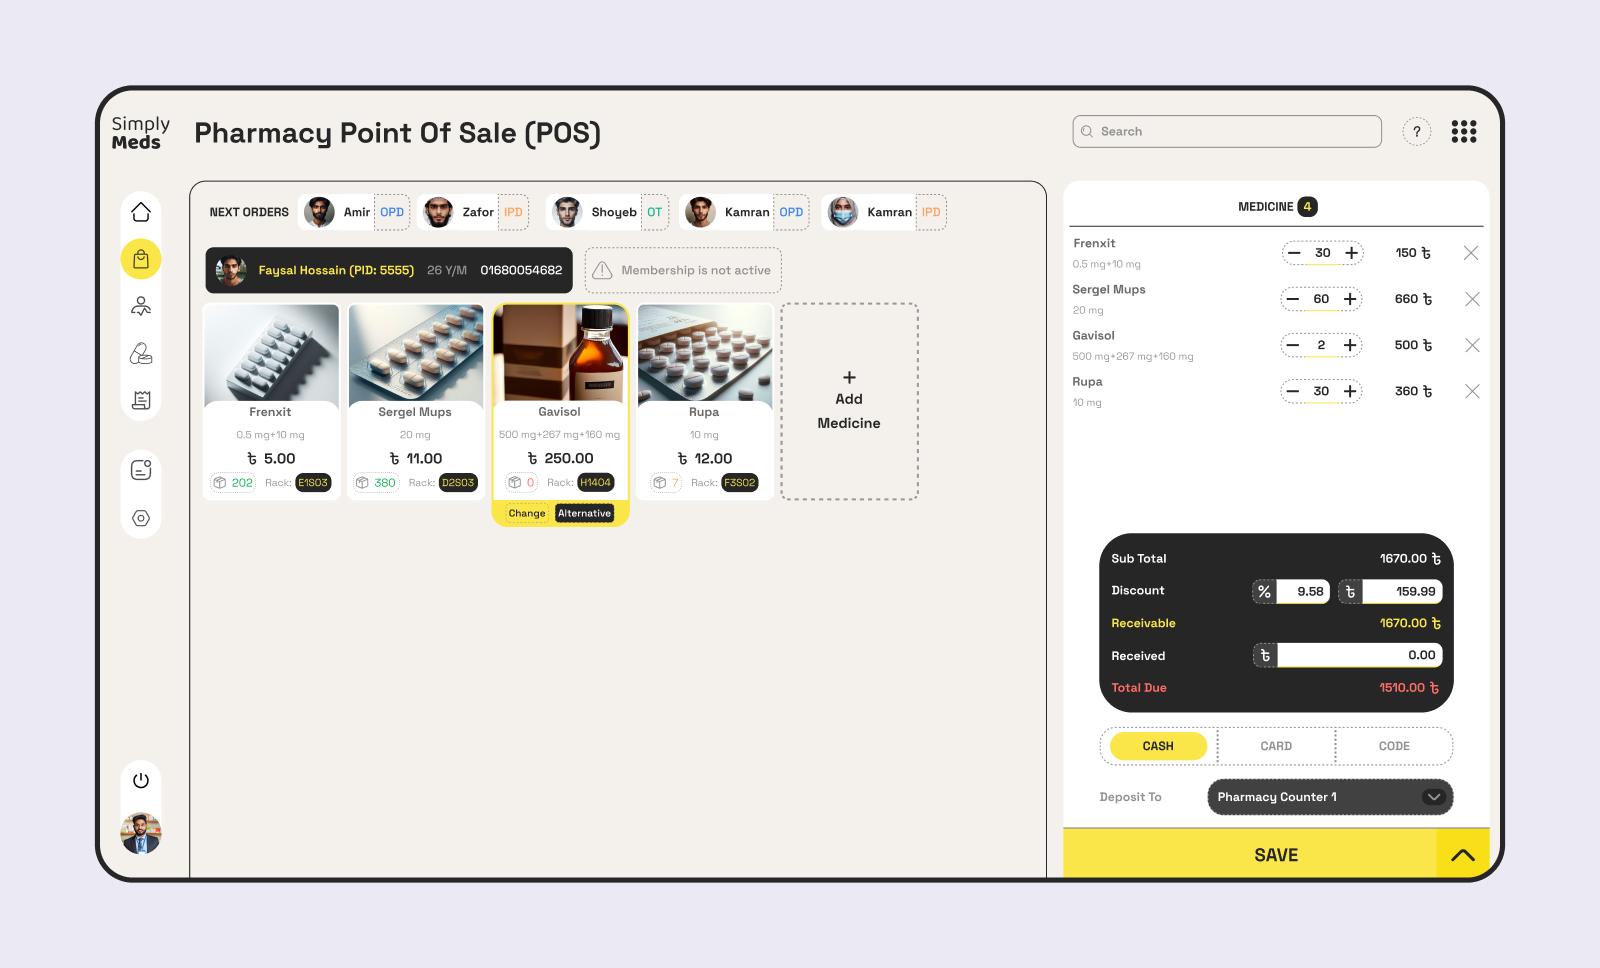 Simply
Meds
Pharmacy Point Of Sale (POS)
Search
?
NEXT ORDERS
Amir OPD
Zafor IPD
Shoyeb OT
Kamran OPD
Kamran IPD
Faysal Hossain (PID: 5555) 26 Y/M 01680054682
Membership is not active
Frenxit
0.5 mg+10 mg
৳ 5.00
202 Rack: E1S03
Sergel Mups
20 mg
৳ 11.00
380 Rack: D2S03
Gavisol
500 mg+267 mg+160 mg
৳ 250.00
0 Rack: H1404
Change Alternative
Rupa
10 mg
৳ 12.00
7 Rack: F3S02
+
Add
Medicine
MEDICINE 4
Frenxit
0.5 mg+10 mg
− 30 + 150 ৳
Sergel Mups
20 mg
− 60 + 660 ৳
Gavisol
500 mg+267 mg+160 mg
− 2 + 500 ৳
Rupa
10 mg
− 30 + 360 ৳
Sub Total 1670.00 ৳
Discount % 9.58 ৳ 159.99
Receivable 1670.00 ৳
Received ৳ 0.00
Total Due 1510.00 ৳
CASH CARD CODE
Deposit To Pharmacy Counter 1
SAVE